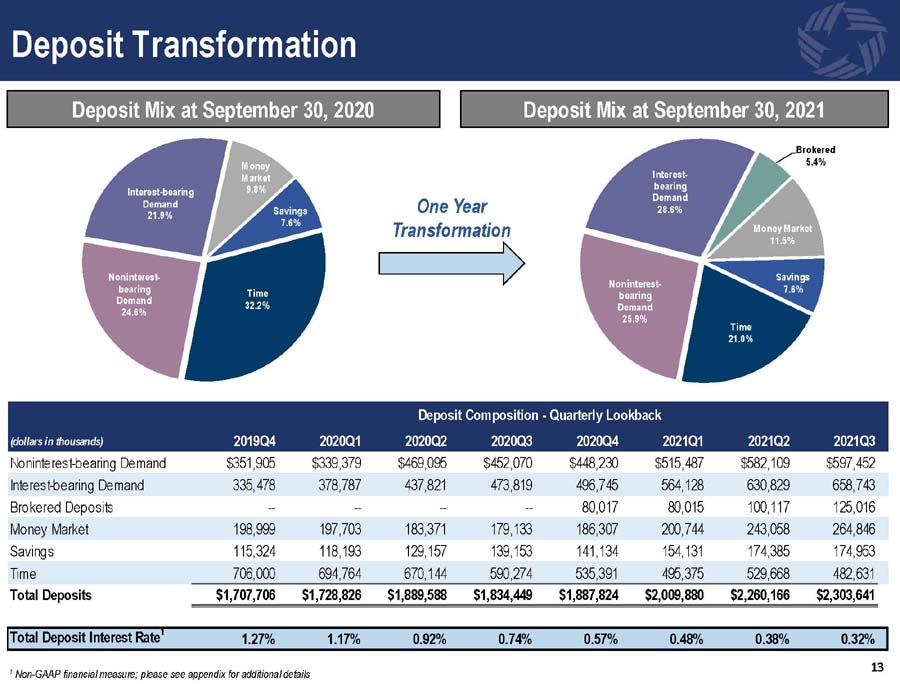 Deposit Transformation
Deposit Mix at September 30, 2020
Deposit Mix at September 30, 2021
Money
Market
9.8%
Interest-bearing
Demand
21.9%
Savings
7.6%
Noninterest-
bearing
Demand
24.6%
Time
32.2%
One Year
Transformation
Brokered
5.4%
Interest-
bearing
Demand
28.6%
Money Market
11.5%
Savings
7.6%
Noninterest-
bearing
Demand
25.9%
Time
21.0%
Deposit Composition - Quarterly Lookback
(dollars in thousands) 2019Q4 2020Q1 2020Q2 2020Q3 2020Q4 2021Q1 2021Q2 2021Q3
Noninterest-bearing Demand $351,905 $339,379 $469,095 $452,070 $448,230 $515,487 $582,109 $597,452
Interest-bearing Demand 335,478 378,787 437,821 473,819 496,745 564,128 630,829 658,743
Brokered Deposits -- -- -- -- 80,017 80,015 100,117 125,016
Money Market 198,999 197,703 183,371 179,133 186,307 200,744 243,058 264,846
Savings 115,324 118,193 129,157 139,153 141,134 154,131 174,385 174,953
Time 706,000 694,764 670,144 590,274 535,391 495,375 529,668 482,631
Total Deposits $1,707,706 $1,728,826 $1,889,588 $1,834,449 $1,887,824 $2,009,880 $2,260,166 $2,303,641
Total Deposit Interest Rate¹ 1.27% 1.17% 0.92% 0.74% 0.57% 0.48% 0.38% 0.32%
¹ Non-GAAP financial measure; please see appendix for additional details
13